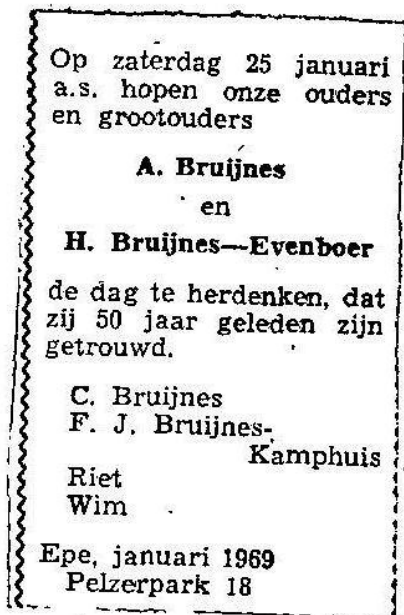 Op zaterdag 25 januari
a.s. hopen onze ouders
en grootouders
A. Bruijnes
en
H. Bruijnes—Evenboer
de dag te herdenken, dat
zij 50 jaar geleden zijn
getrouwd.
C. Bruijnes
F. J. Bruijnes-
Kamphuis
Riet
Wim
Epe, januari 1969
Pelzerpark 18